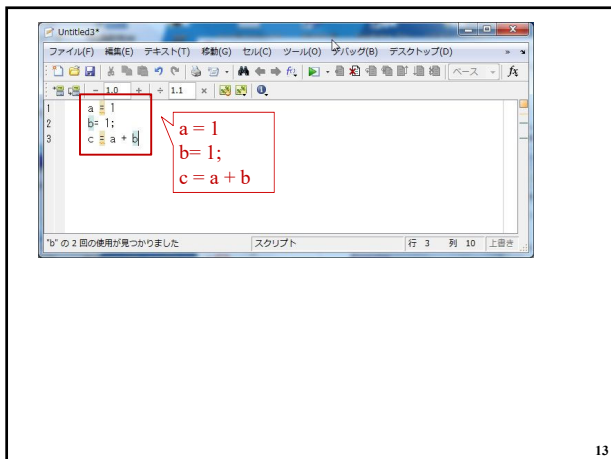 Untitled3*
ファイル(F) 編集(E) テキスト(T) 移動(G) セル(C) ツール(O) デバッグ(B) デスクトップ(D)
ベース fx
- 1.0 + ÷ 1.1 ×
1 a = 1
2 b= 1;
3 c = a + b
a = 1
b= 1;
c = a + b
"b" の 2 回の使用が見つかりました スクリプト 行 3 列 10 上書き
13